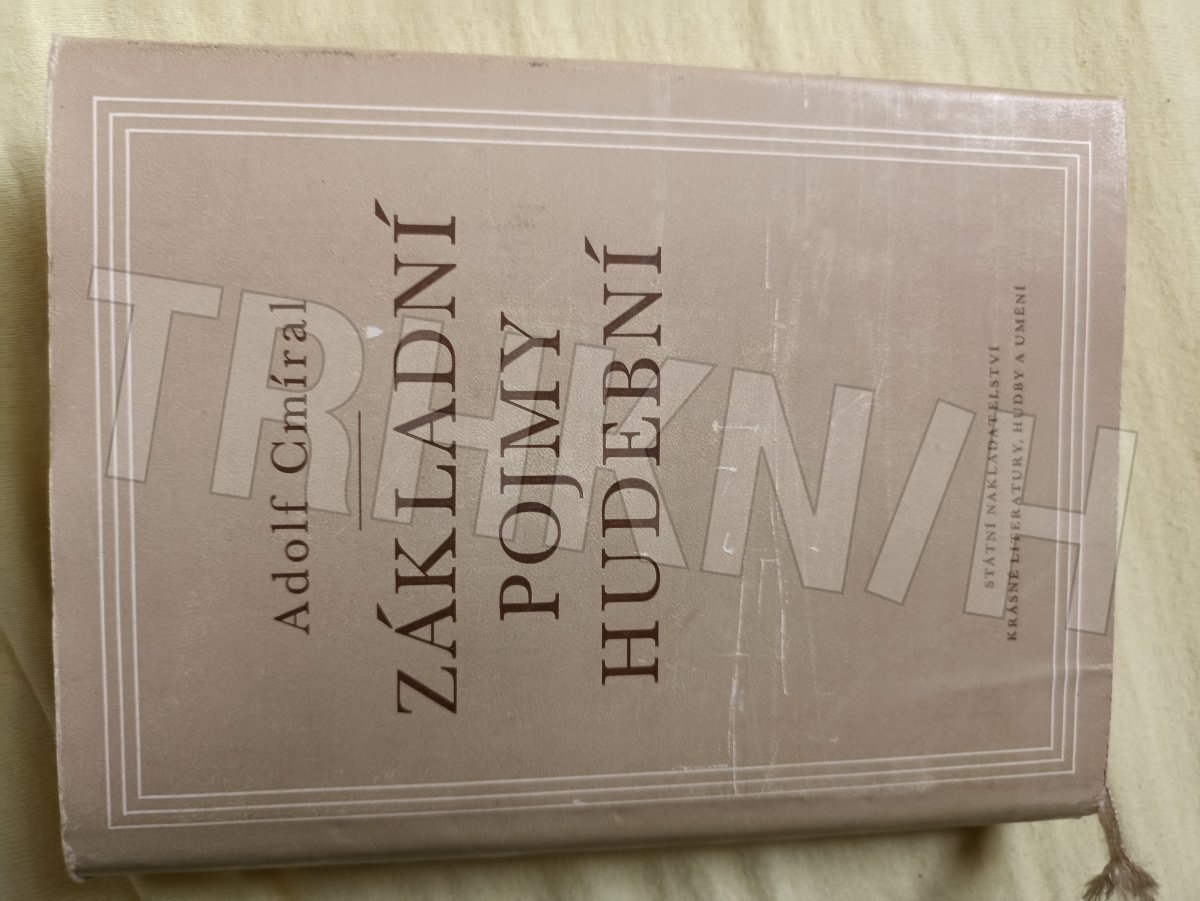 Adolf Cmíral
ZÁKLADNÍ
POJMY
HUDEBNÍ
STÁTNÍ NAKLADATELSTVÍ
KRÁSNÉ LITERATURY, HUDBY A UMĚNÍ
TRHKNIH